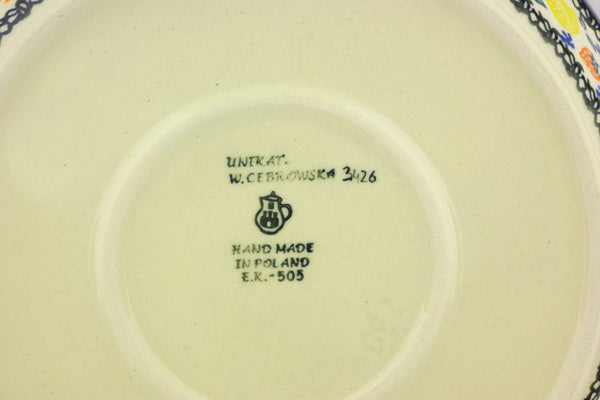 UNIKAT.
W. CEBROWSKA 3426
HAND MADE
IN POLAND
E.K.-505